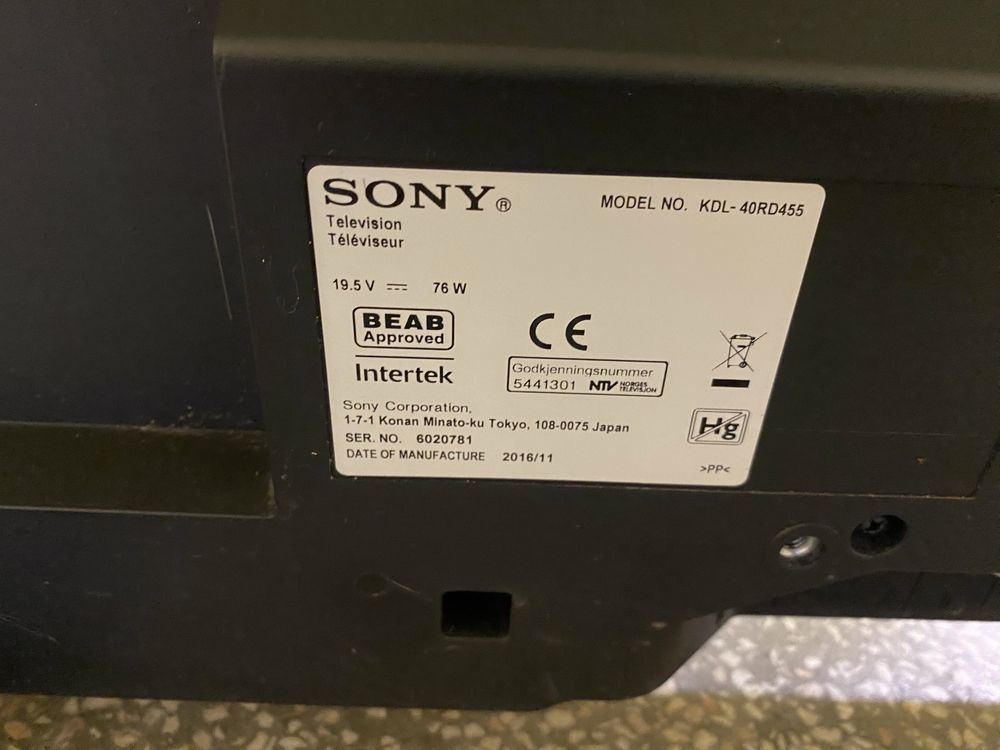 SONY®
MODEL NO. KDL-40RD455
Television
Téléviseur
19.5 V 76 W
BEAB
Approved
Intertek
CE
Godkjenningsnummer
5441301 NTV NORGES
TELEVISJON
Sony Corporation,
1-7-1 Konan Minato-ku Tokyo, 108-0075 Japan
SER. NO. 6020781
DATE OF MANUFACTURE 2016/11
Hg
>PP<